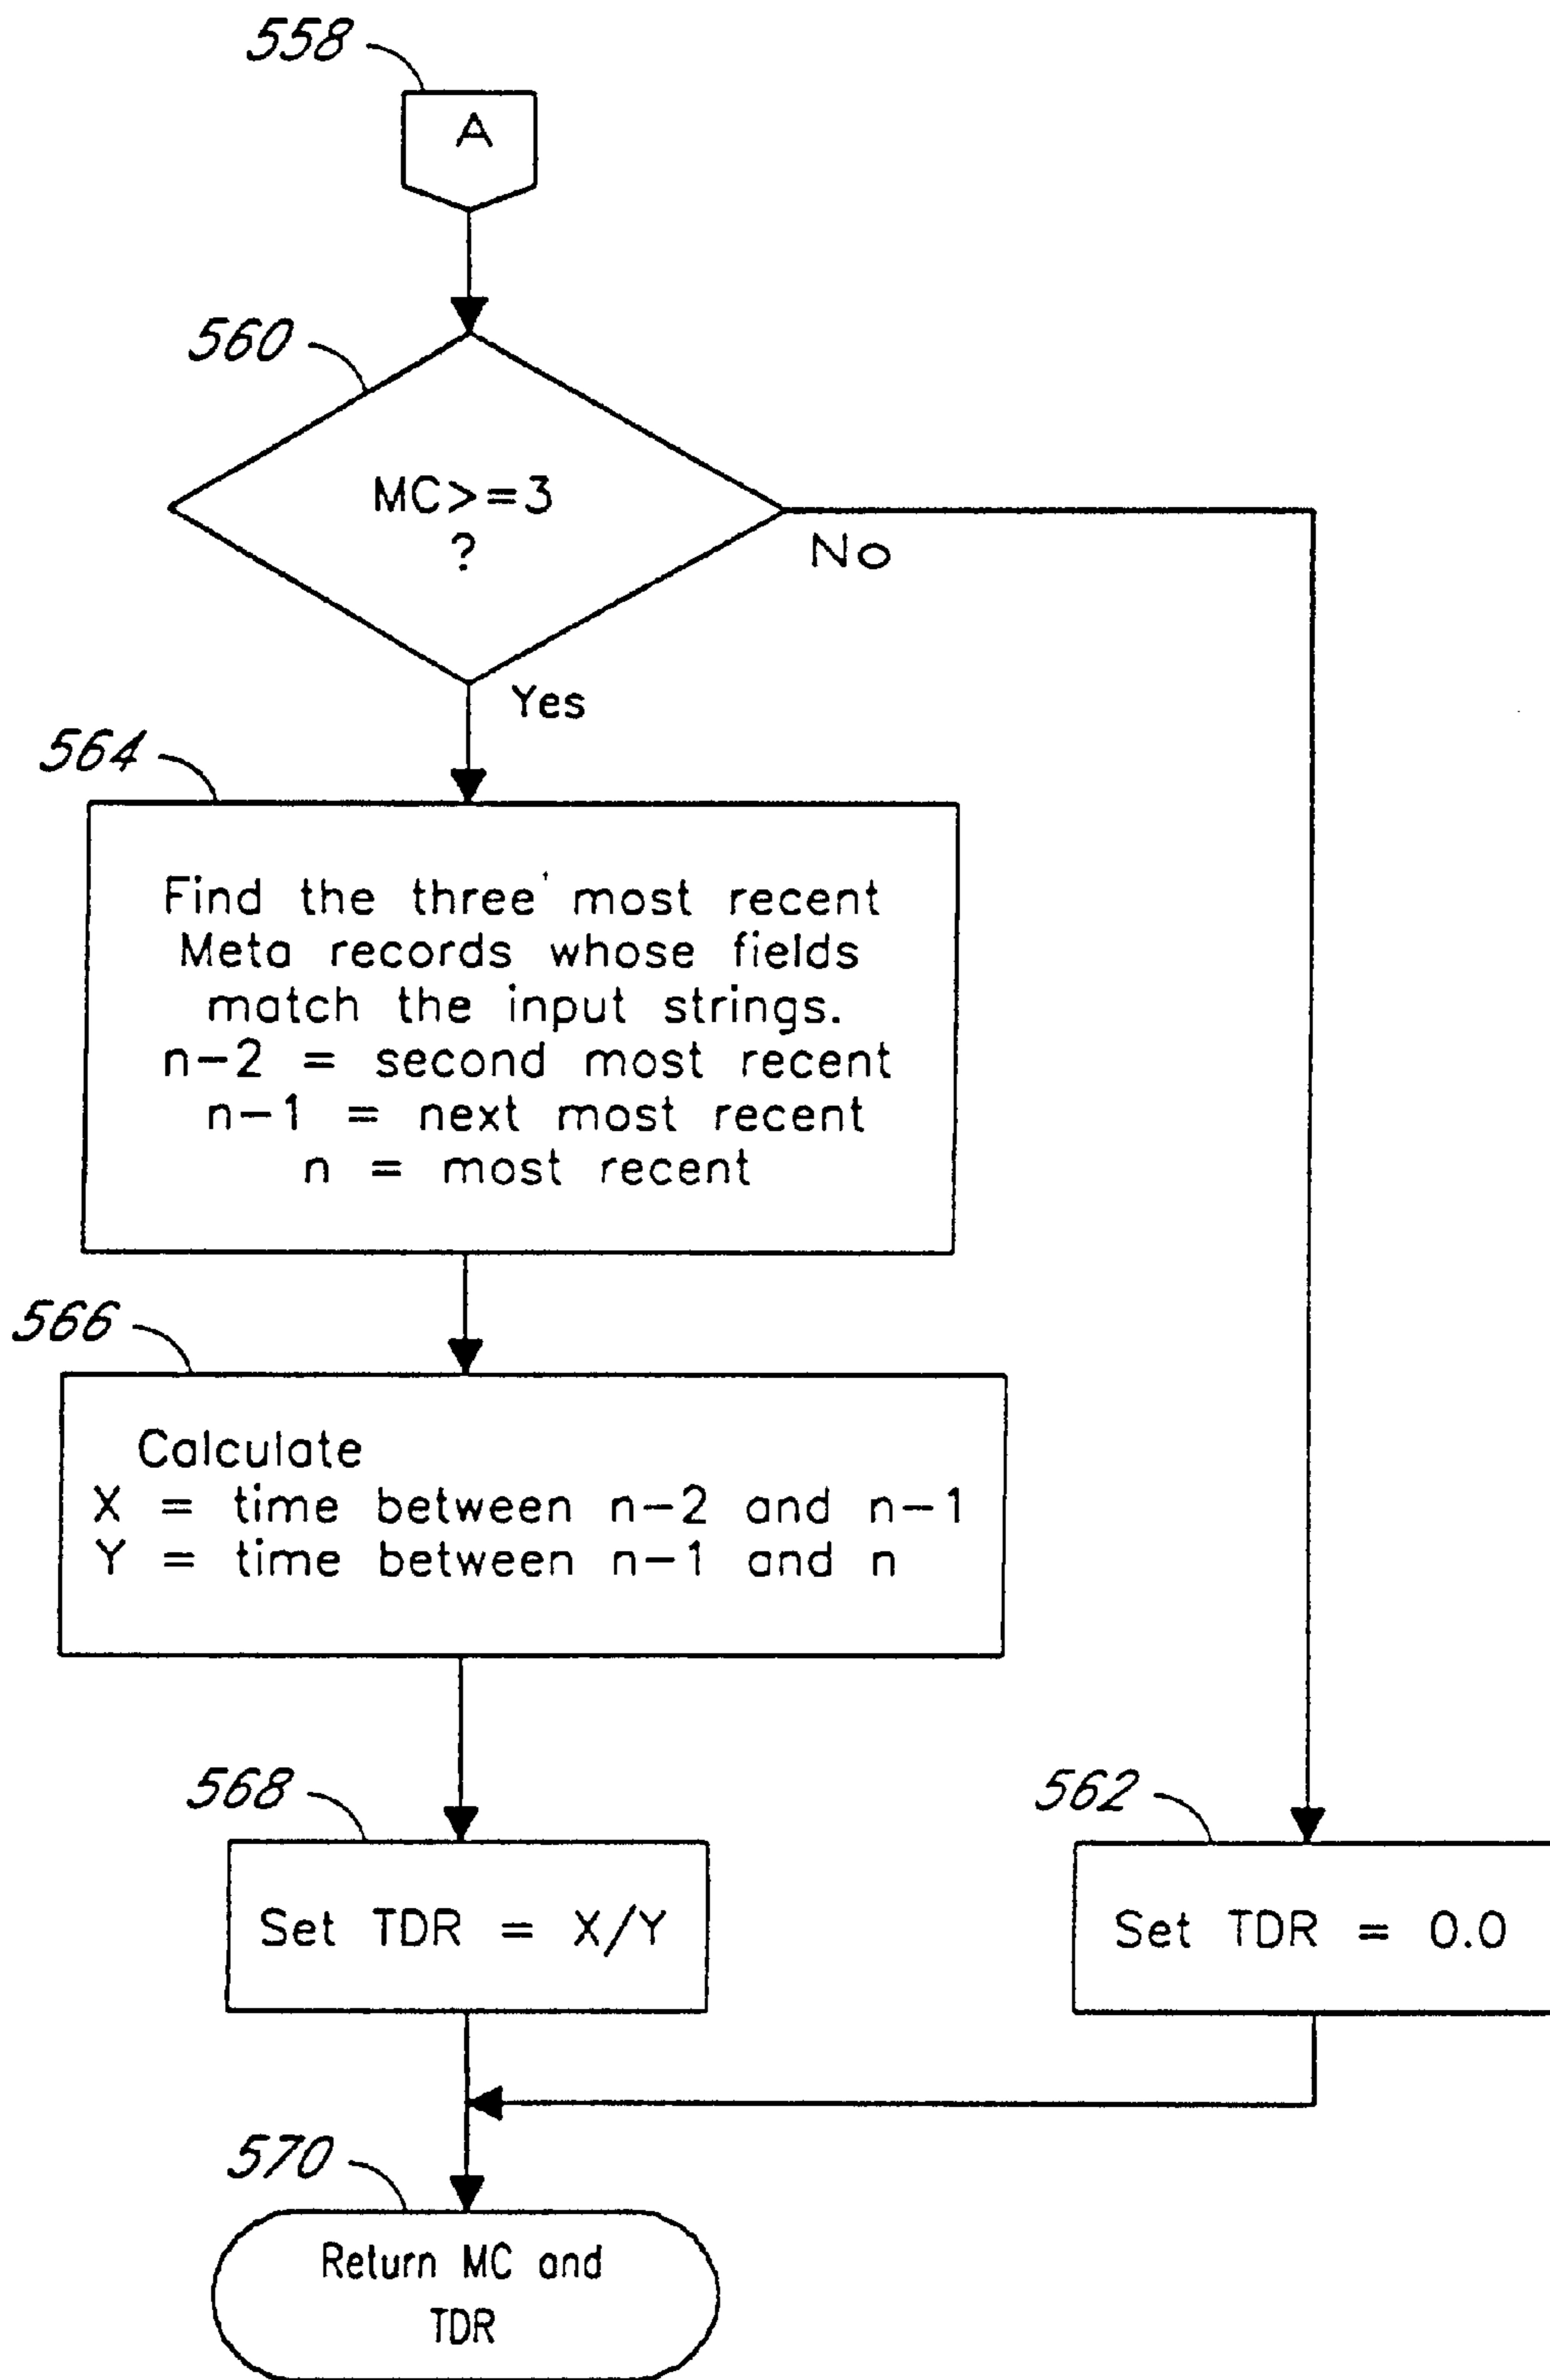 558
A
560
MC>=3
?
No
Yes
564
Find the three most recent
Meta records whose fields
match the input strings.
n-2 = second most recent
n-1 = next most recent
n = most recent
566
Calculate
X = time between n-2 and n-1
Y = time between n-1 and n
568
562
Set TDR = X/Y
Set TDR = 0.0
570
Return MC and
TDR